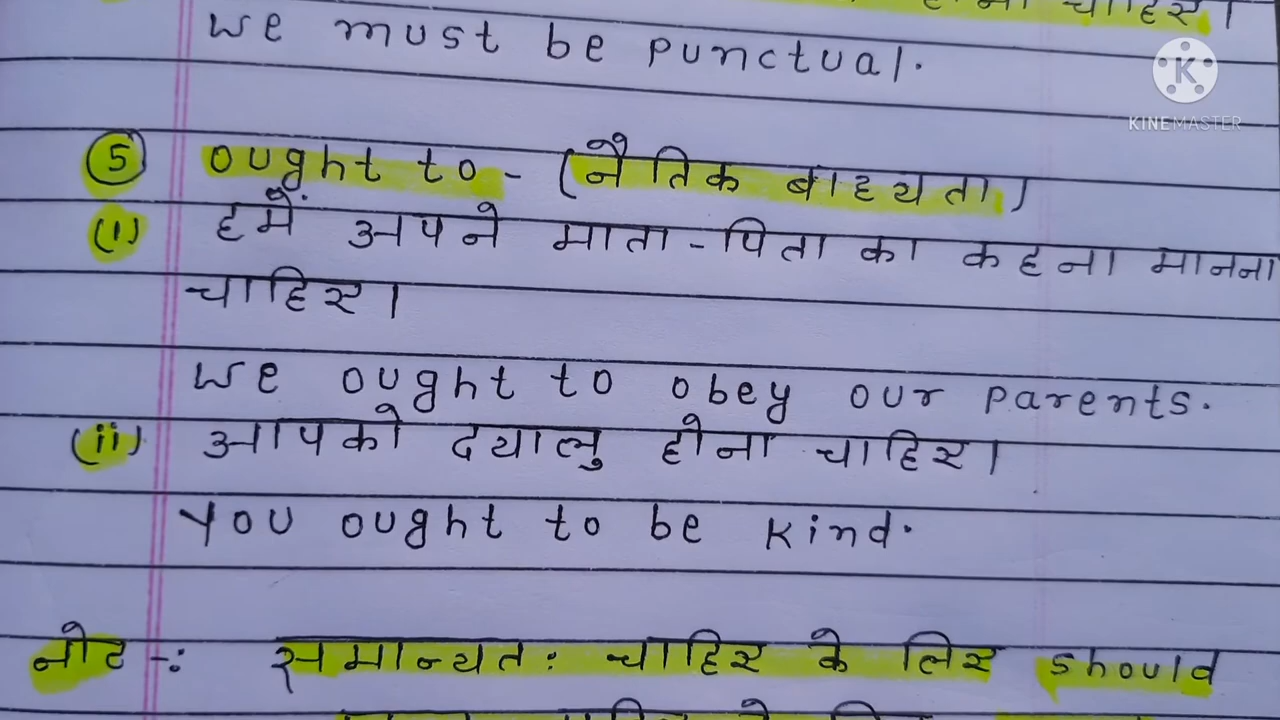 होना चाहिए।
we must be punctual.
K
KINEMASTER
5 ought to - (नैतिक बाह्यता)
(i) हमें अपने माता-पिता का कहना मानना
चाहिए।
we ought to obey our parents.
(ii) आपको दयालु होना चाहिए।
You ought to be kind.
नोट -: समान्यत: चाहिए के लिए should